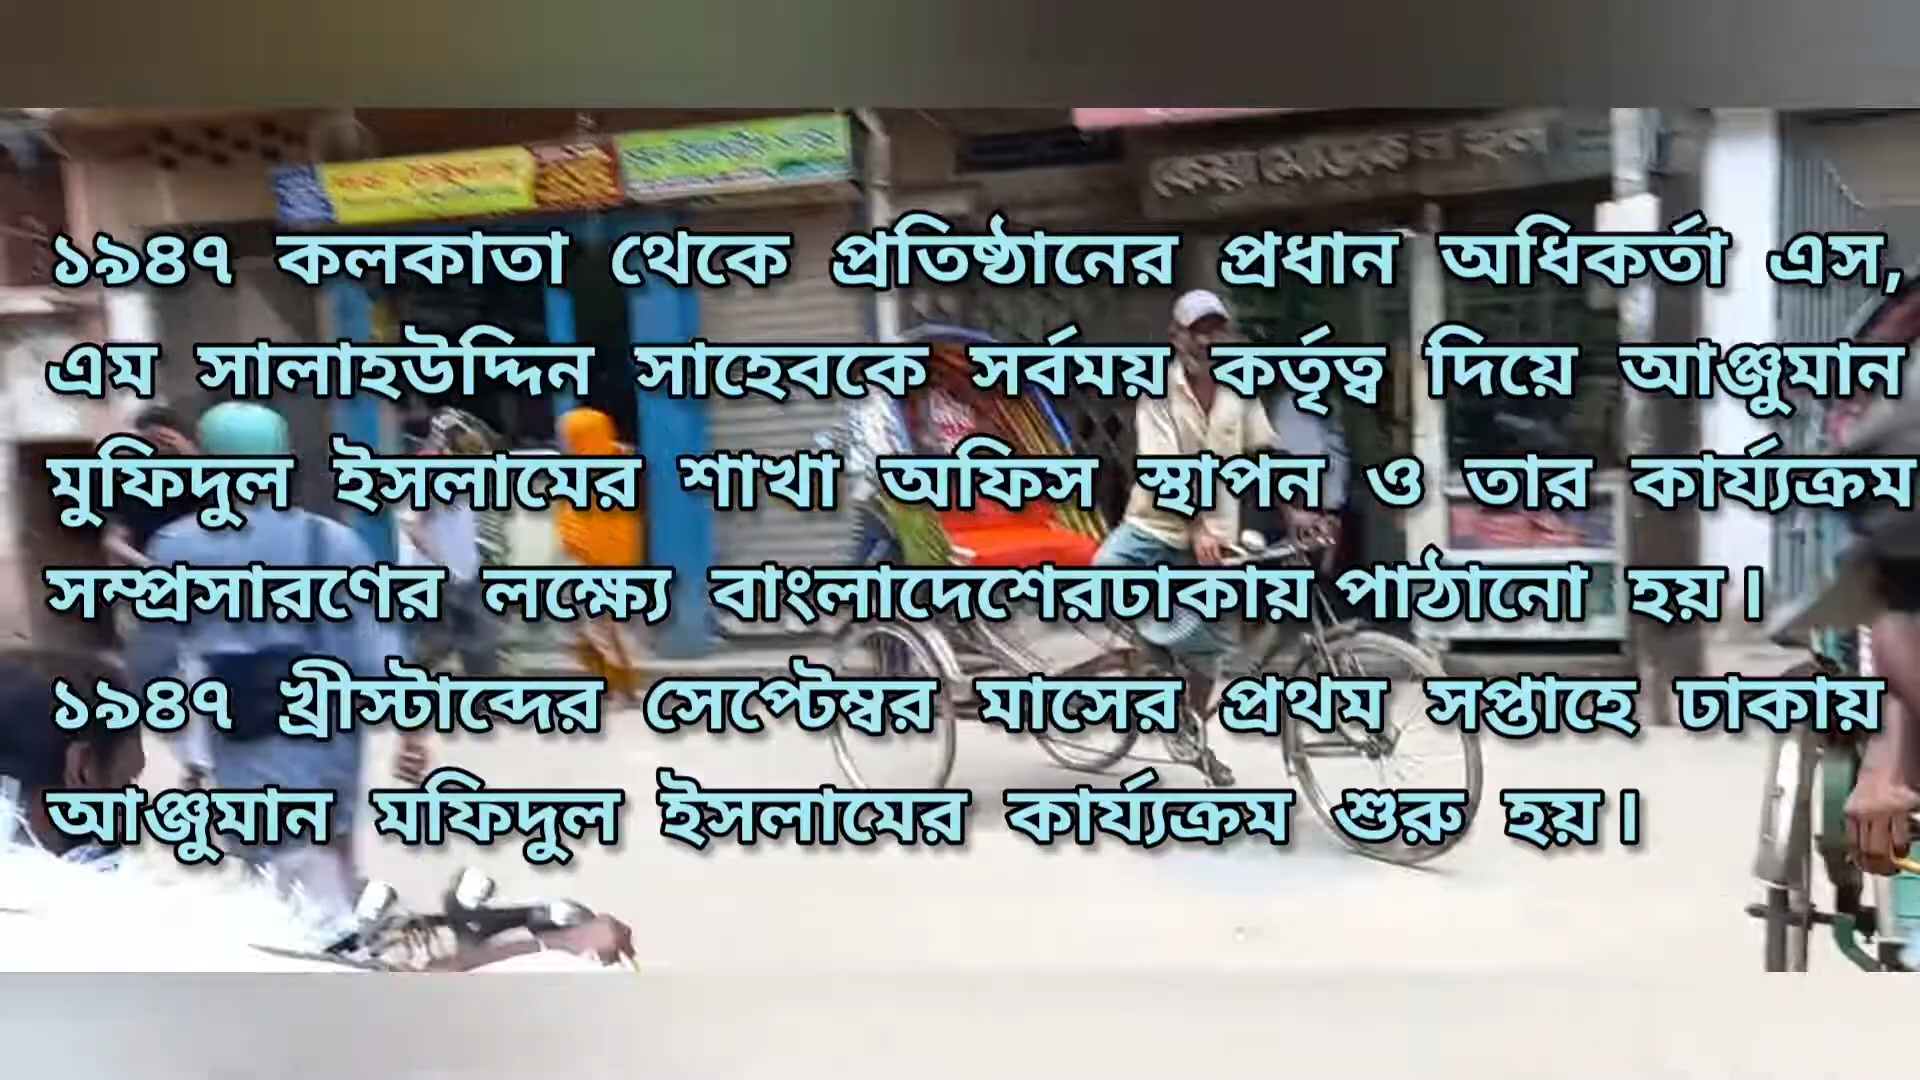 ১৯৪৭ কলকাতা থেকে প্রতিষ্ঠানের প্রধান অধিকর্তা এস,
এম সালাহউদ্দিন সাহেবকে সর্বময় কর্তৃত্ব দিয়ে আঞ্জুমান
মুফিদুল ইসলামের শাখা অফিস স্থাপন ও তার কার্য্যক্রম
সম্প্রসারণের লক্ষ্যে বাংলাদেশেরঢাকায় পাঠানো হয়।
১৯৪৭ খ্রীস্টাব্দের সেপ্টেম্বর মাসের প্রথম সপ্তাহে ঢাকায়
আঞ্জুমান মফিদুল ইসলামের কার্য্যক্রম শুরু হয়।